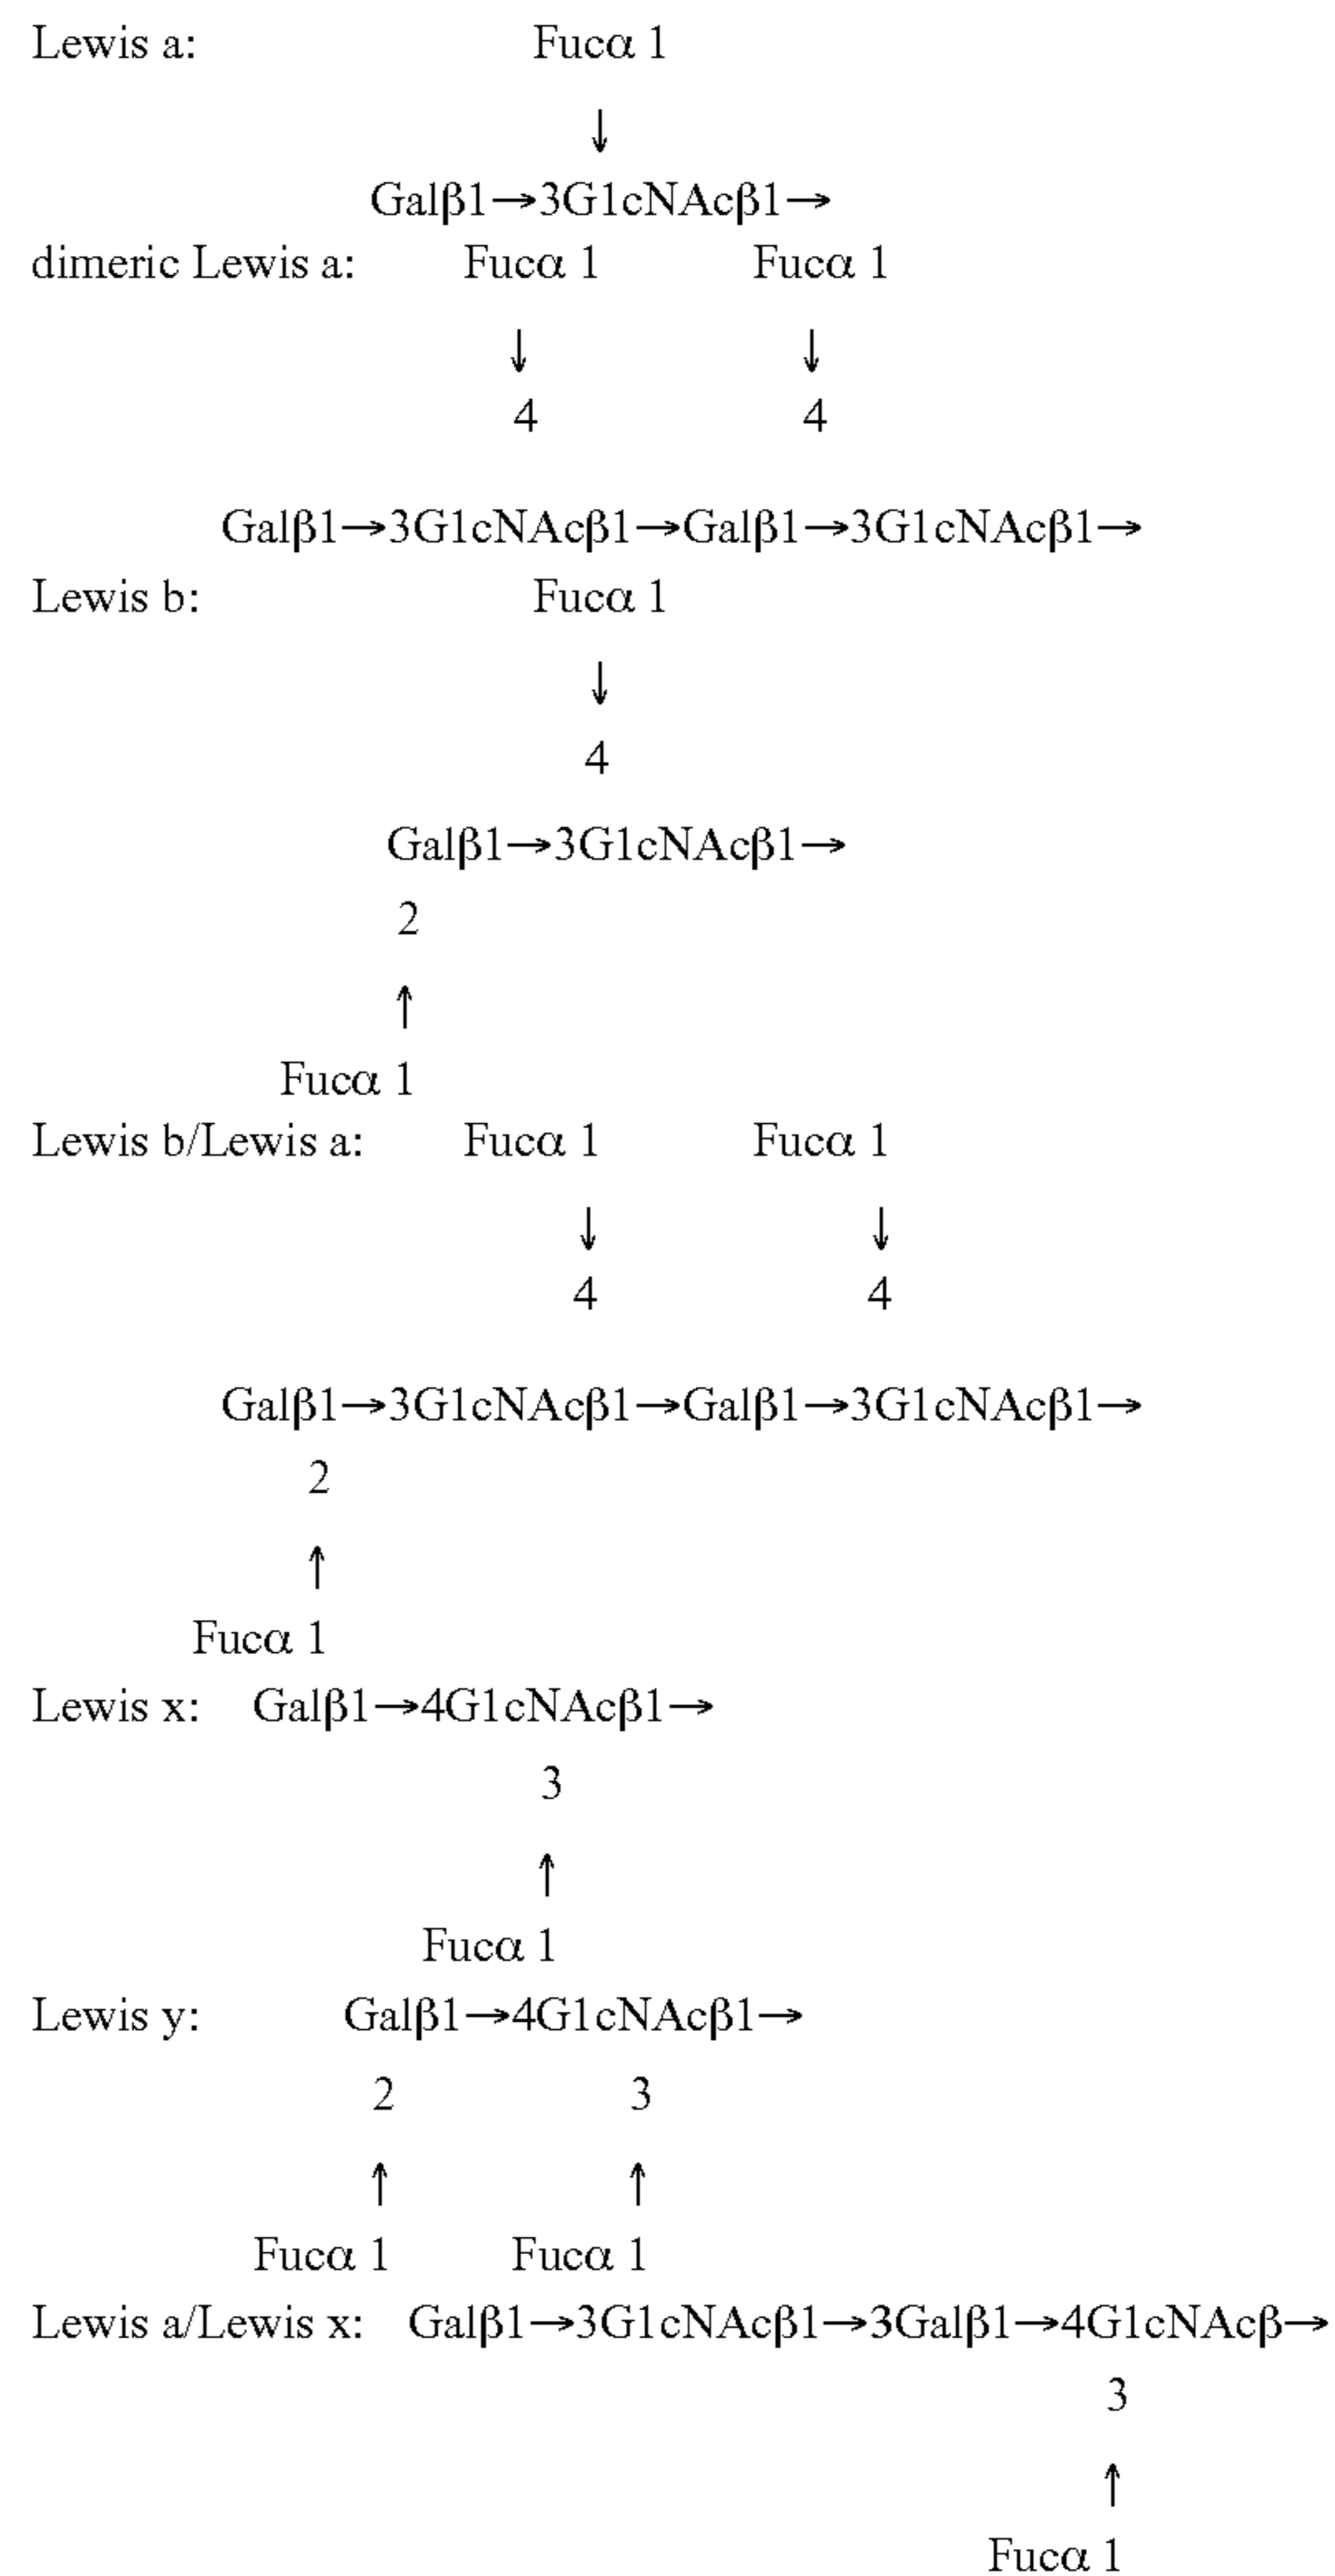 Lewis a: Fucα 1
↓
Galβ1→3G1cNAcβ1→
dimeric Lewis a: Fucα 1 Fucα 1
↓ ↓
4 4
Galβ1→3G1cNAcβ1→Galβ1→3G1cNAcβ1→
Lewis b: Fucα 1
↓
4
Galβ1→3G1cNAcβ1→
2
↑
Fucα 1
Lewis b/Lewis a: Fucα 1 Fucα 1
↓ ↓
4 4
Galβ1→3G1cNAcβ1→Galβ1→3G1cNAcβ1→
2
↑
Fucα 1
Lewis x: Galβ1→4G1cNAcβ1→
3
↑
Fucα 1
Lewis y: Galβ1→4G1cNAcβ1→
2 3
↑ ↑
Fucα 1 Fucα 1
Lewis a/Lewis x: Galβ1→3G1cNAcβ1→3Galβ1→4G1cNAcβ→
3
↑
Fucα 1